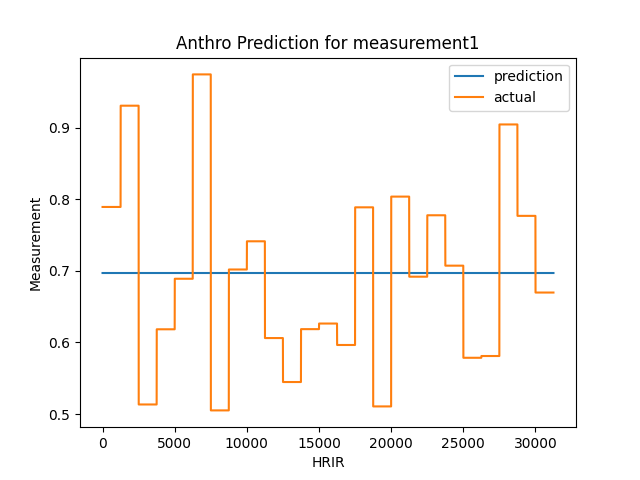 Anthro Prediction for measurement1
prediction
actual
0.9
0.8
0.7
0.6
0.5
Measurement
0 5000 10000 15000 20000 25000 30000
HRIR